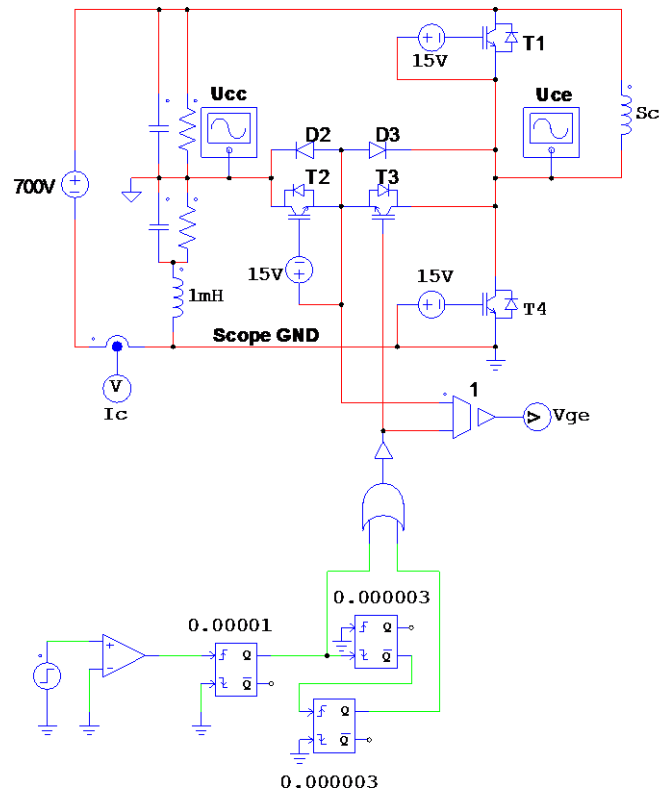 T1
15V
Ucc
Uce
Sc
D2
D3
T2
T3
700V
15V
15V
1mH
T4
Scope GND
V
Ic
1
V
Vge
0.000003
0.00001
Q
Q
Q
Q
Q
Q
0.000003